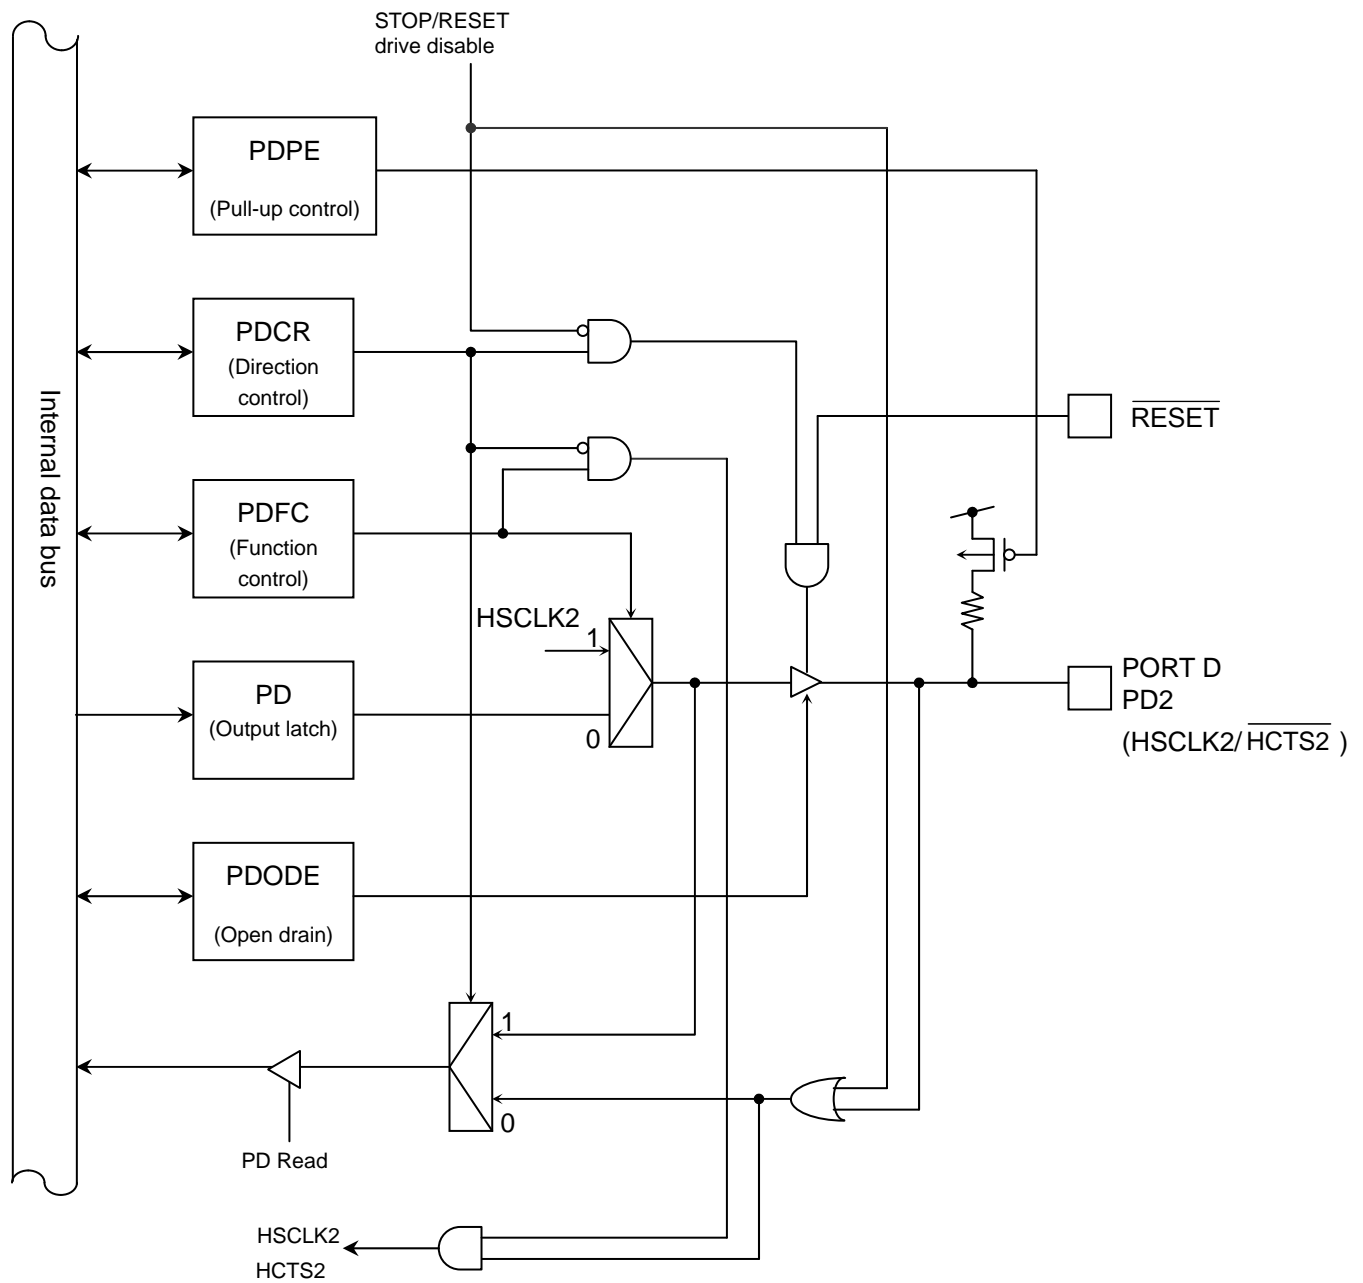 STOP/RESET
drive disable
PDPE
(Pull-up control)
PDCR
(Direction
control)
RESET
Internal data bus
PDFC
(Function
control)
HSCLK2
1
PORT D
PD2
(HSCLK2/HCTS2 )
PD
(Output latch)
0
PDODE
(Open drain)
1
0
PD Read
HSCLK2
HCTS2